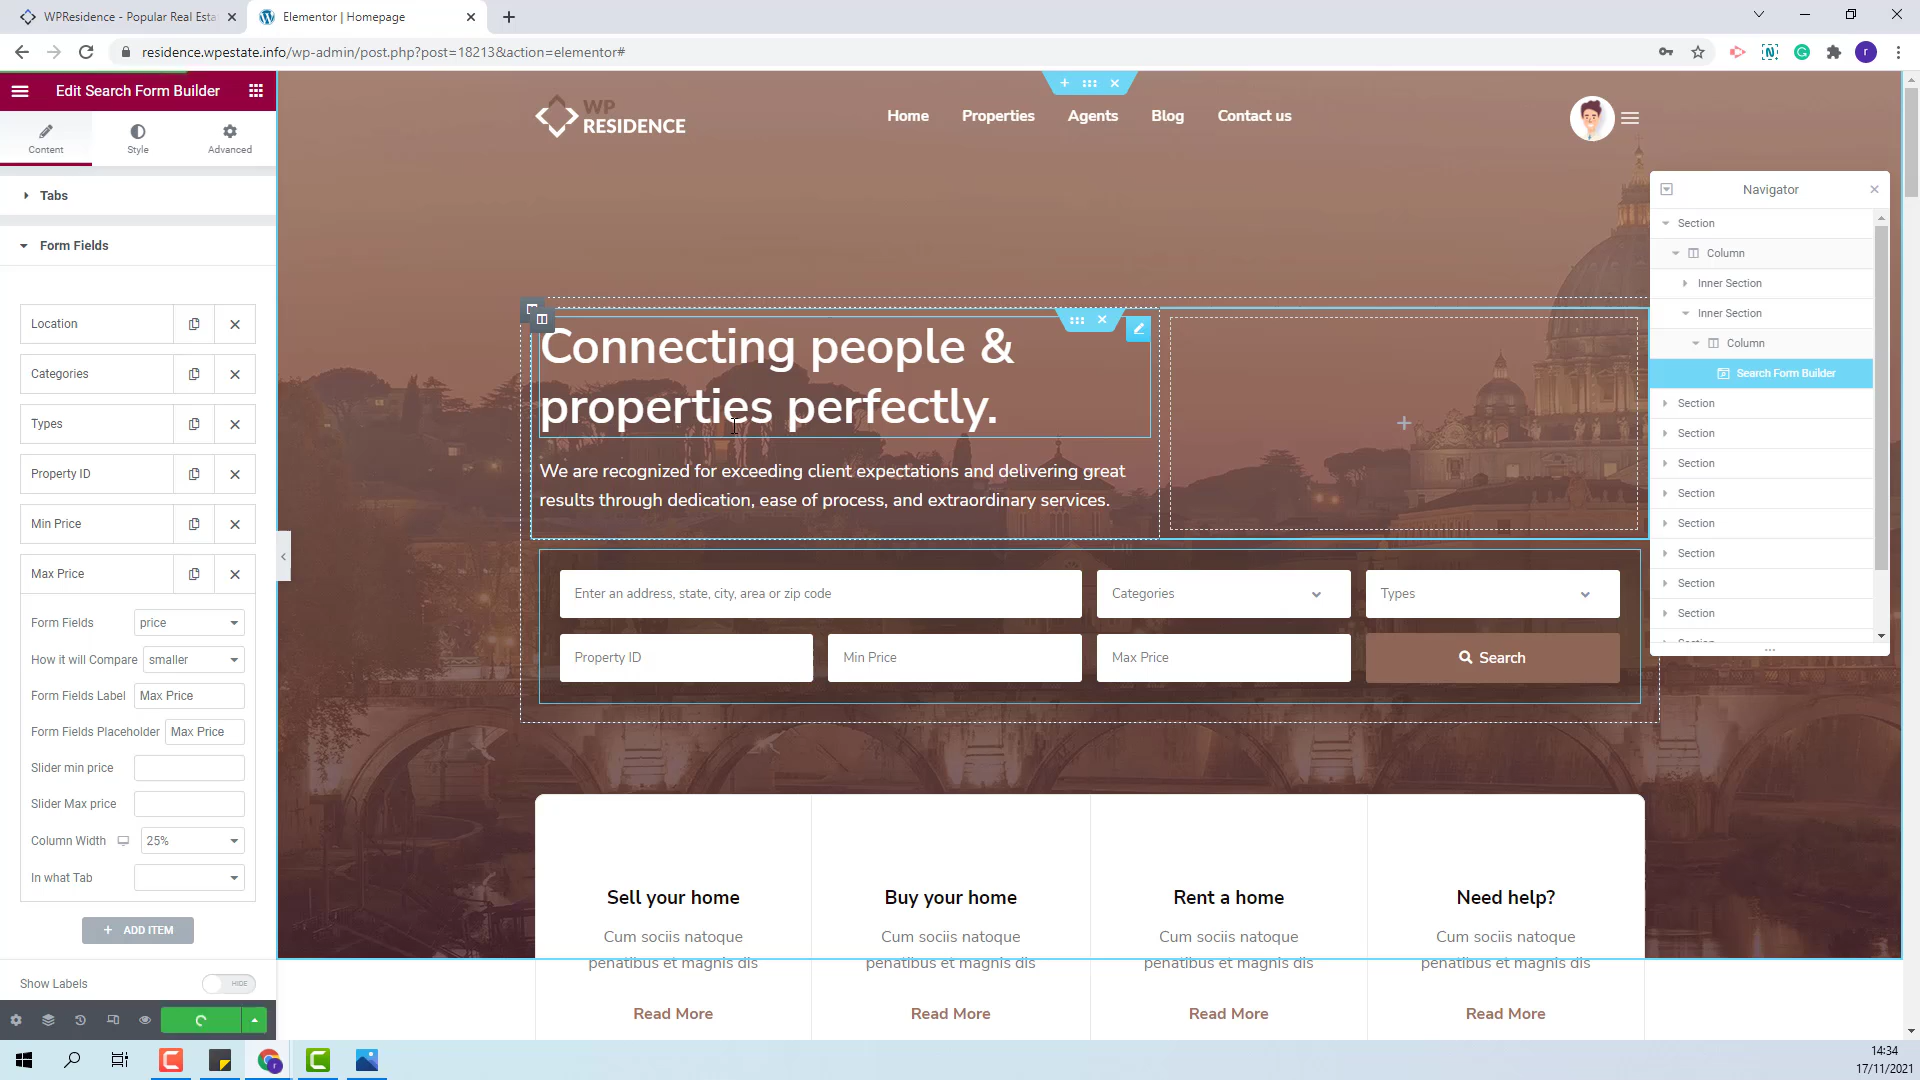 WPResidence - Popular Real Esta
Elementor | Homepage
residence.wpestate.info/wp-admin/post.php?post=18213&action=elementor#
Edit Search Form Builder
Content
Style
Advanced
Tabs
Form Fields
Location
Categories
Types
Property ID
Min Price
Max Price
Form Fields price
How it will Compare smaller
Form Fields Label Max Price
Form Fields Placeholder Max Price
Slider min price
Slider Max price
Column Width 25%
In what Tab
ADD ITEM
Show Labels HIDE
WP RESIDENCE
Home
Properties
Agents
Blog
Contact us
Connecting people &
properties perfectly.
We are recognized for exceeding client expectations and delivering great
results through dedication, ease of process, and extraordinary services.
Enter an address, state, city, area or zip code
Categories
Types
Property ID
Min Price
Max Price
Search
Sell your home
Cum sociis natoque
penatibus et magnis dis
Read More
Buy your home
Cum sociis natoque
penatibus et magnis dis
Read More
Rent a home
Cum sociis natoque
penatibus et magnis dis
Read More
Need help?
Cum sociis natoque
penatibus et magnis dis
Read More
Navigator
Section
Column
Inner Section
Inner Section
Column
Search Form Builder
Section
Section
Section
Section
Section
Section
Section
Section
14:34
17/11/2021